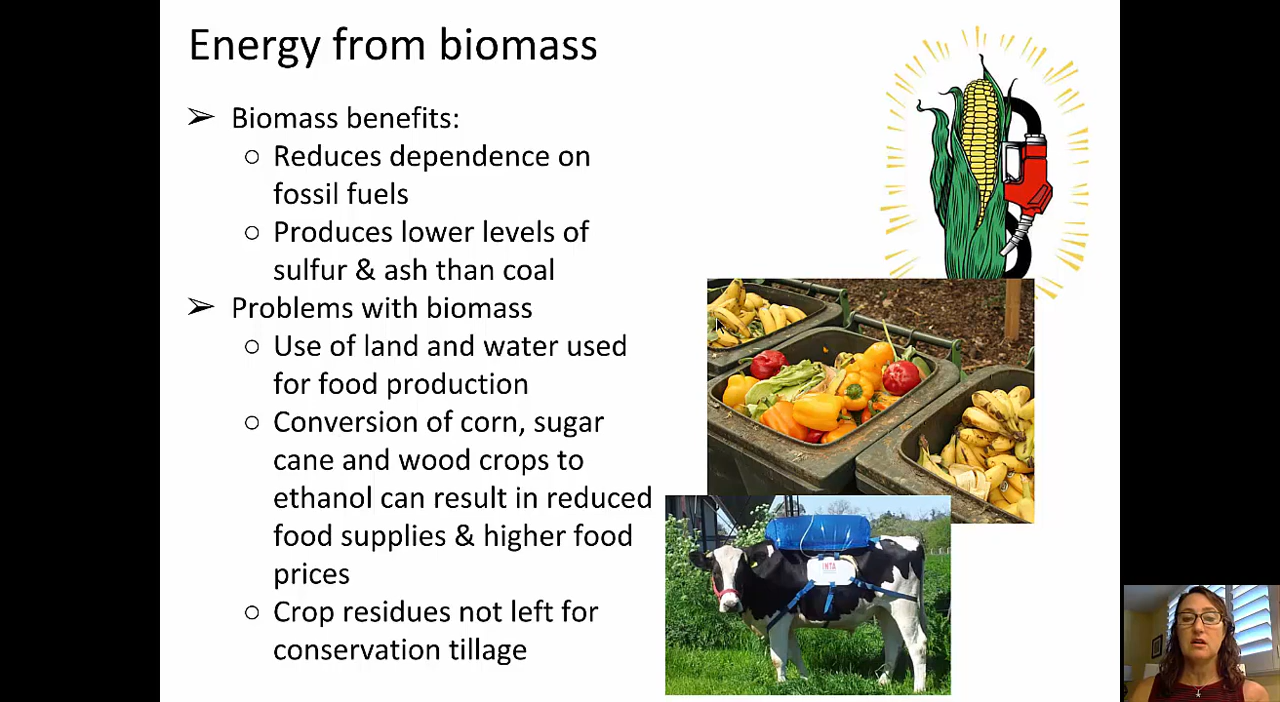 Energy from biomass
➢ Biomass benefits:
○ Reduces dependence on
fossil fuels
○ Produces lower levels of
sulfur & ash than coal
➢ Problems with biomass
○ Use of land and water used
for food production
○ Conversion of corn, sugar
cane and wood crops to
ethanol can result in reduced
food supplies & higher food
prices
○ Crop residues not left for
conservation tillage
INTA